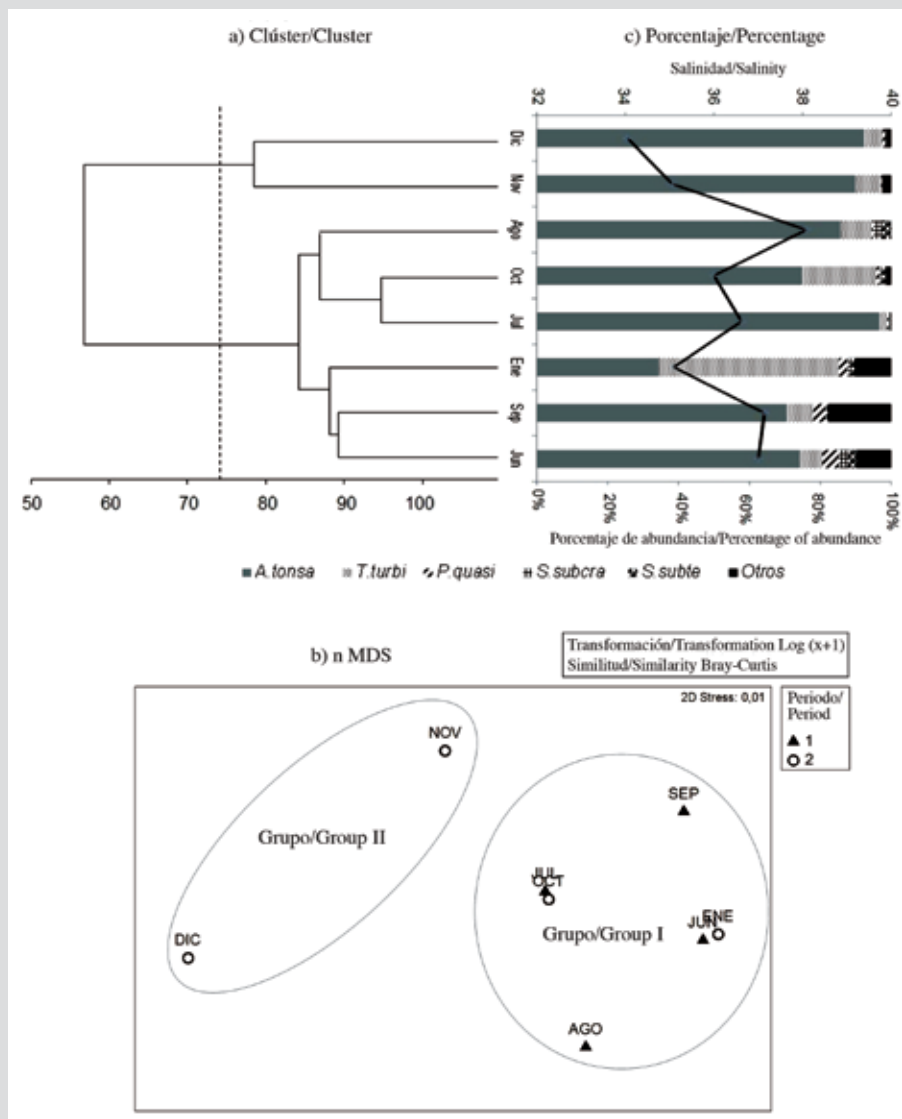 a) Clúster/Cluster
c) Porcentaje/Percentage
Salinidad/Salinity
32 34 36 38 40
Dic
Nov
Ago
Oct
Jul
Ene
Sep
Jun
50 60 70 80 90 100
0% 20% 40% 60% 80% 100%
Porcentaje de abundancia/Percentage of abundance
A.tonsa T.turbi P.quasi S.subcra S.subte Otros
b) n MDS
Transformación/Transformation Log (x+1)
Similitud/Similarity Bray-Curtis
2D Stress: 0,01
Periodo/
Period
1
2
NOV
SEP
Grupo/Group II
JUL
OCT
ENE
JUN
Grupo/Group I
DIC
AGO